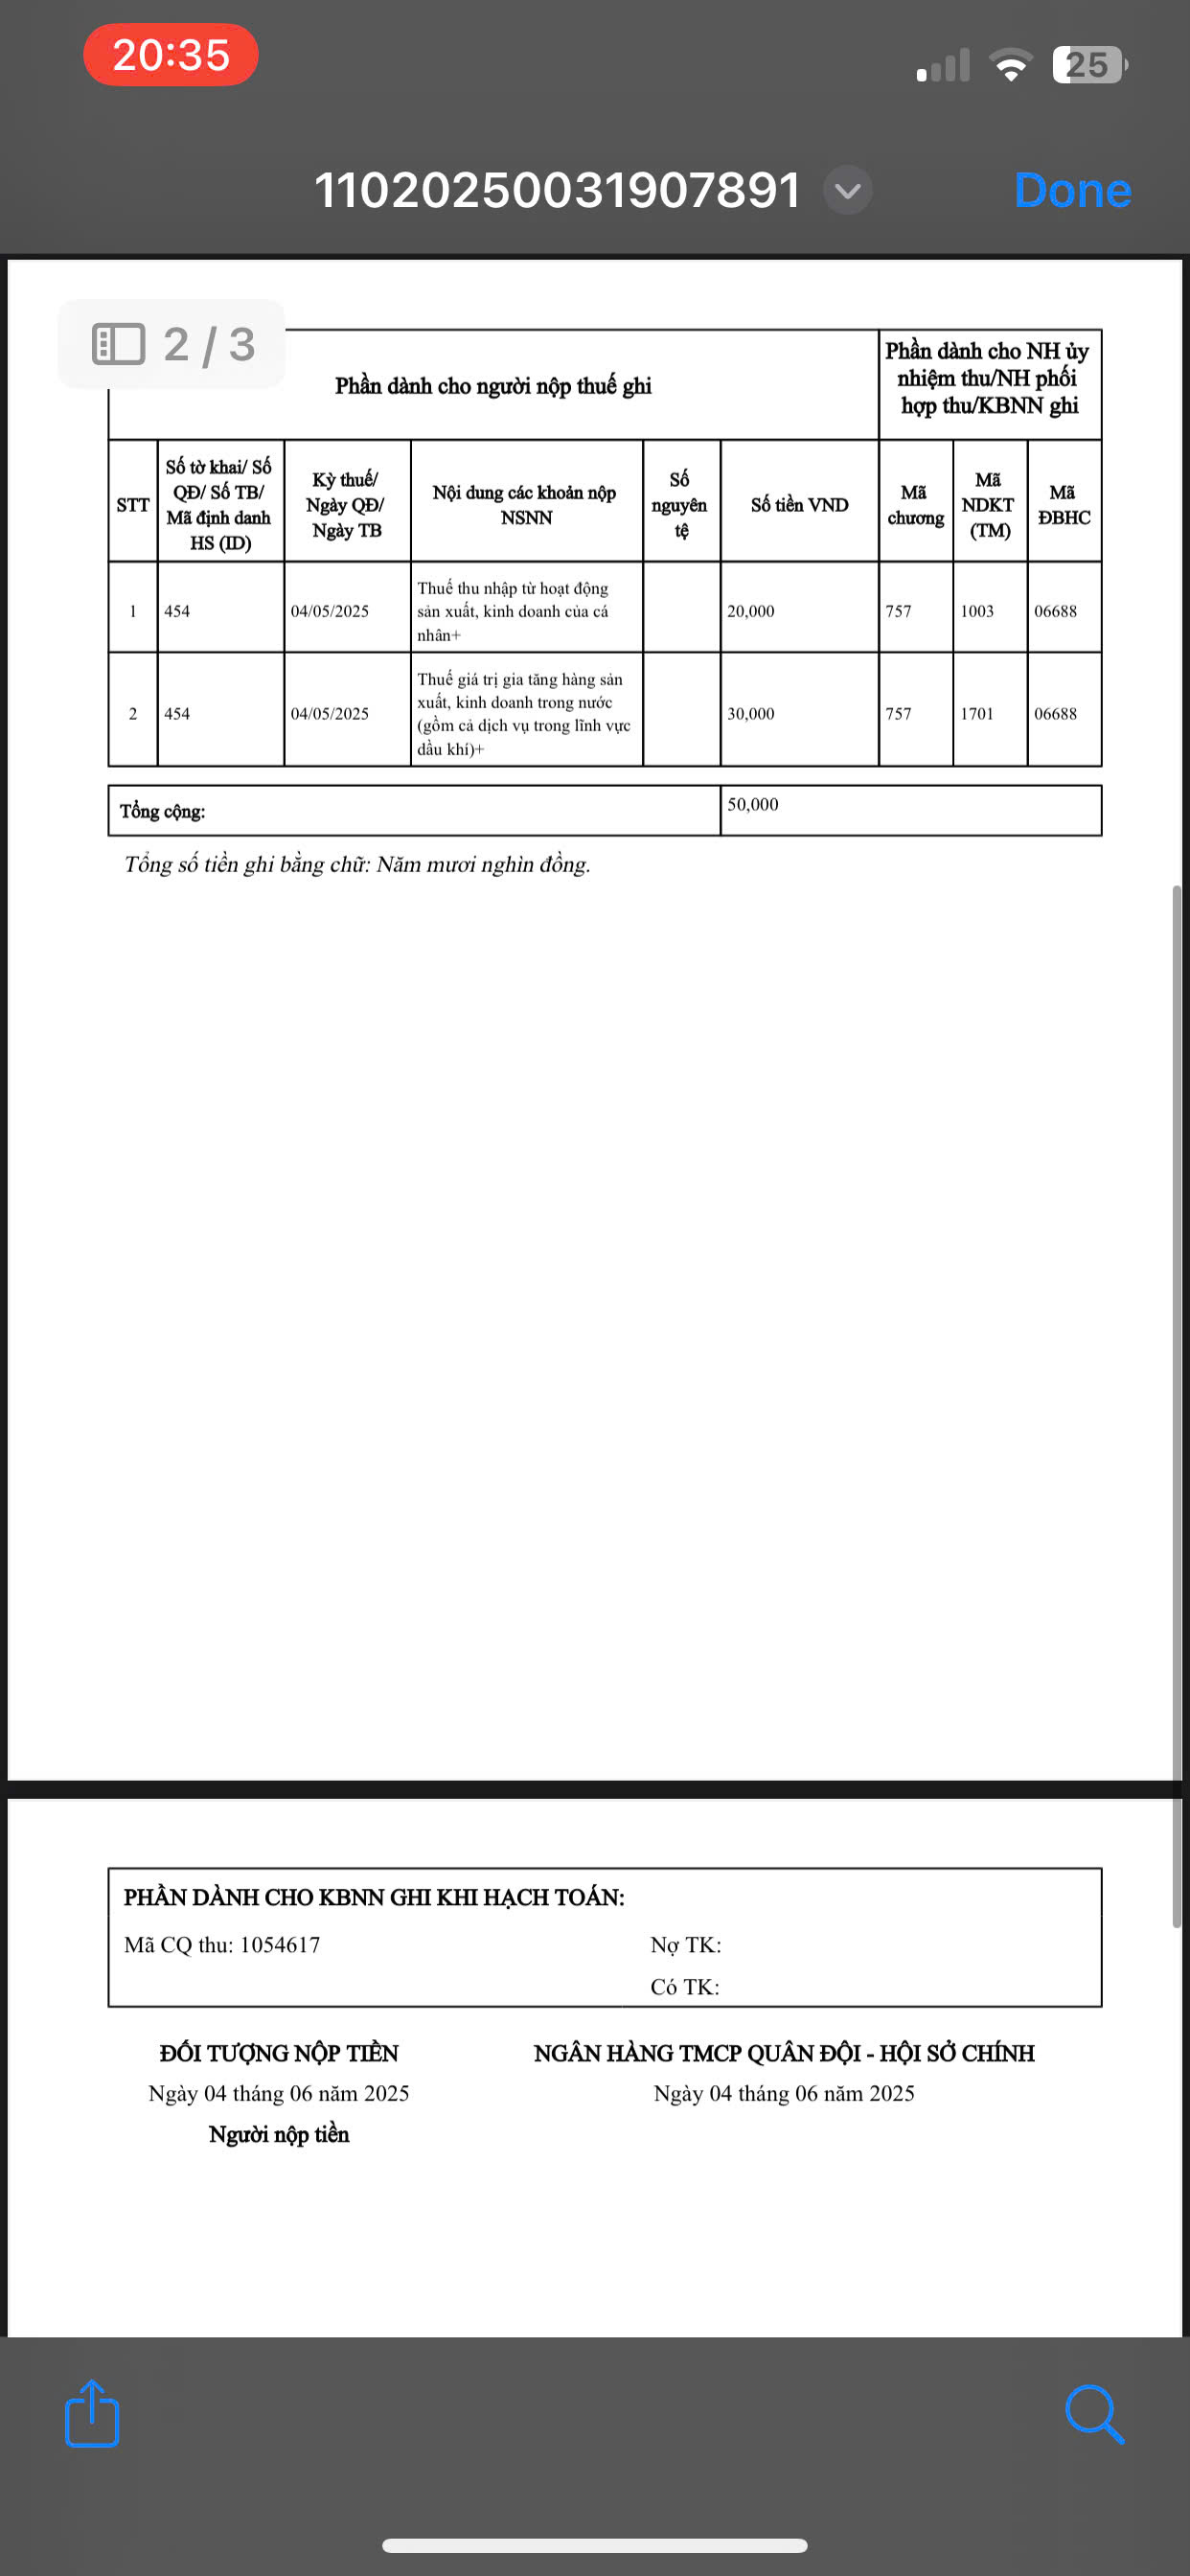 20:35
25
11020250031907891
Done
2 / 3
Phần dành cho người nộp thuế ghi
Phần dành cho NH ủy
nhiệm thu/NH phối
hợp thu/KBNN ghi
STT
Số tờ khai/ Số
QĐ/ Số TB/
Mã định danh
HS (ID)
Kỳ thuế/
Ngày QĐ/
Ngày TB
Nội dung các khoản nộp
NSNN
Số
nguyên
tệ
Số tiền VND
Mã
chương
Mã
NDKT
(TM)
Mã
ĐBHC
1
454
04/05/2025
Thuế thu nhập từ hoạt động
sản xuất, kinh doanh của cá
nhân+
20,000
757
1003
06688
2
454
04/05/2025
Thuế giá trị gia tăng hàng sản
xuất, kinh doanh trong nước
(gồm cả dịch vụ trong lĩnh vực
dầu khí)+
30,000
757
1701
06688
Tổng cộng:
50,000
Tổng số tiền ghi bằng chữ: Năm mươi nghìn đồng.
PHẦN DÀNH CHO KBNN GHI KHI HẠCH TOÁN:
Mã CQ thu: 1054617
Nợ TK:
Có TK:
ĐỐI TƯỢNG NỘP TIỀN
Ngày 04 tháng 06 năm 2025
Người nộp tiền
NGÂN HÀNG TMCP QUÂN ĐỘI - HỘI SỞ CHÍNH
Ngày 04 tháng 06 năm 2025